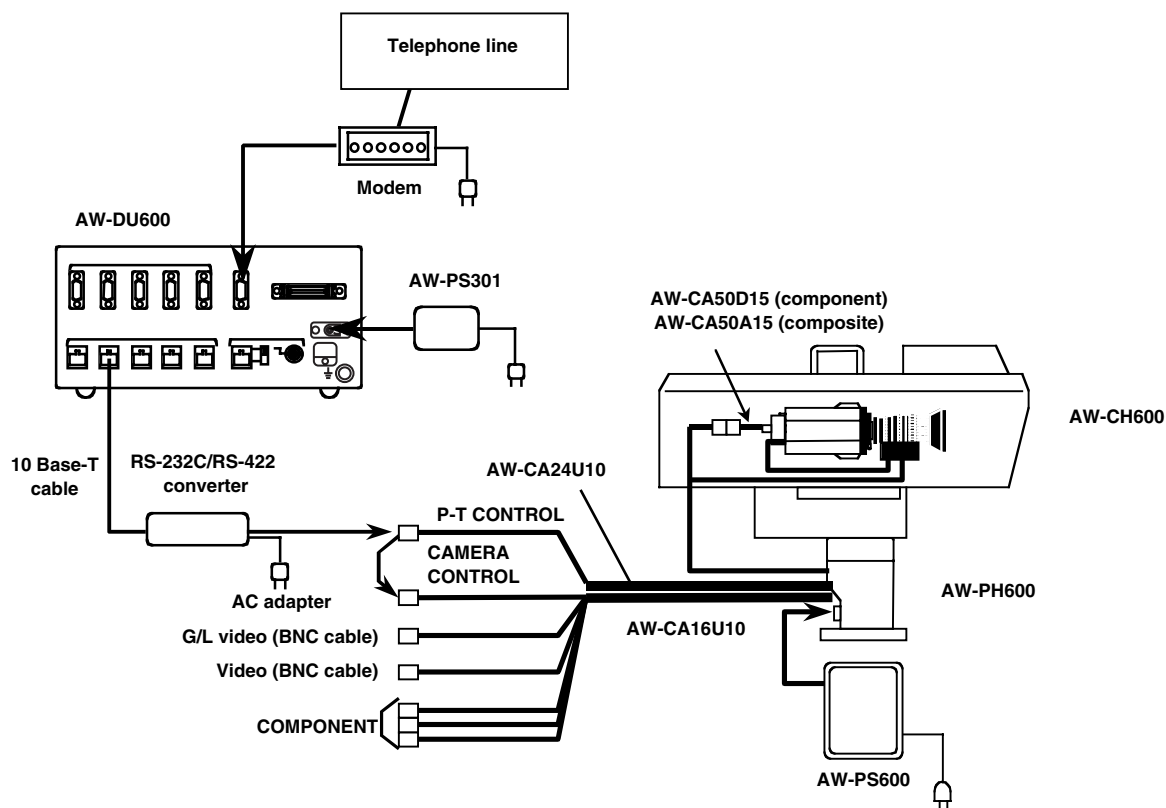 Telephone line
Modem
AW-DU600
AW-PS301
AW-CA50D15 (component)
AW-CA50A15 (composite)
AW-CH600
10 Base-T
cable
RS-232C/RS-422
converter
AW-CA24U10
P-T CONTROL
CAMERA
CONTROL
AC adapter
AW-PH600
G/L video (BNC cable)
AW-CA16U10
Video (BNC cable)
COMPONENT
AW-PS600